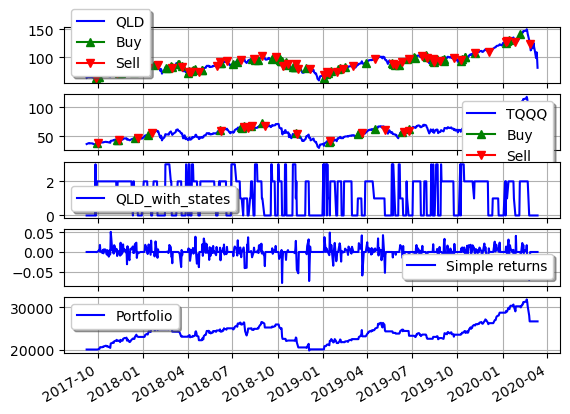 QLD
Buy
Sell
150
100
TQQQ
Buy
Sell
100
50
QLD_with_states
2
0
Simple returns
0.05
0.00
−0.05
Portfolio
30000
20000
2017-10 2018-01 2018-04 2018-07 2018-10 2019-01 2019-04 2019-07 2019-10 2020-01 2020-04